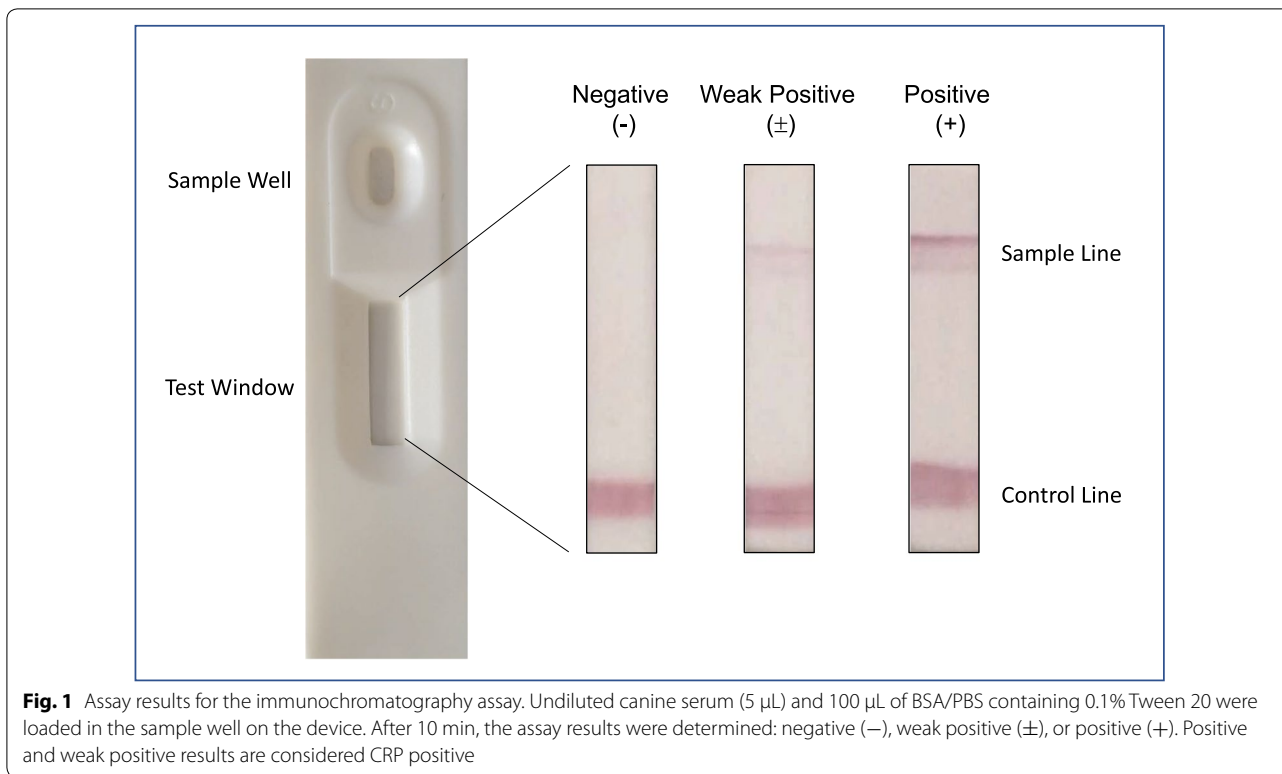 Negative
(-)
Weak Positive
(±)
Positive
(+)
Sample Well
Sample Line
Test Window
Control Line
Fig. 1 Assay results for the immunochromatography assay. Undiluted canine serum (5 μL) and 100 μL of BSA/PBS containing 0.1% Tween 20 were
loaded in the sample well on the device. After 10 min, the assay results were determined: negative (−), weak positive (±), or positive (+). Positive
and weak positive results are considered CRP positive